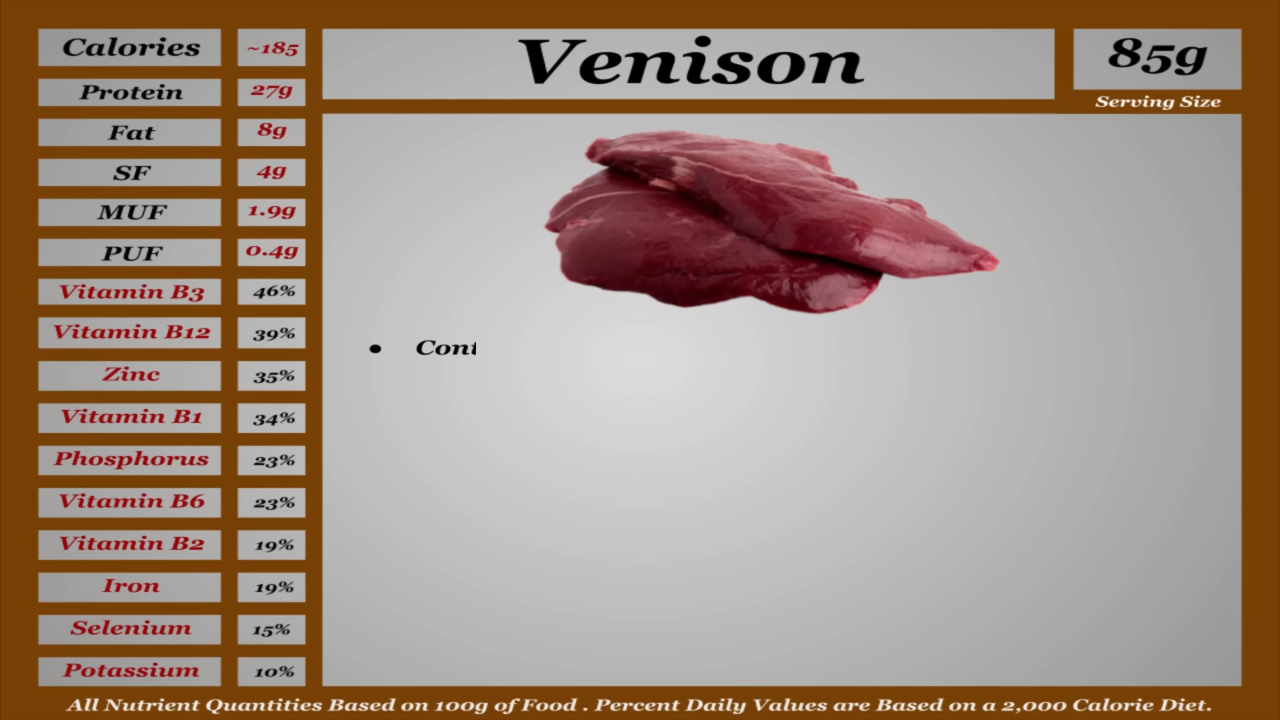 Calories ~185
Protein 27g
Fat 8g
SF 4g
MUF 1.9g
PUF 0.4g
Vitamin B3 46%
Vitamin B12 39%
Zinc 35%
Vitamin B1 34%
Phosphorus 23%
Vitamin B6 23%
Vitamin B2 19%
Iron 19%
Selenium 15%
Potassium 10%
Venison
85g
Serving Size
• Cont
All Nutrient Quantities Based on 100g of Food . Percent Daily Values are Based on a 2,000 Calorie Diet.